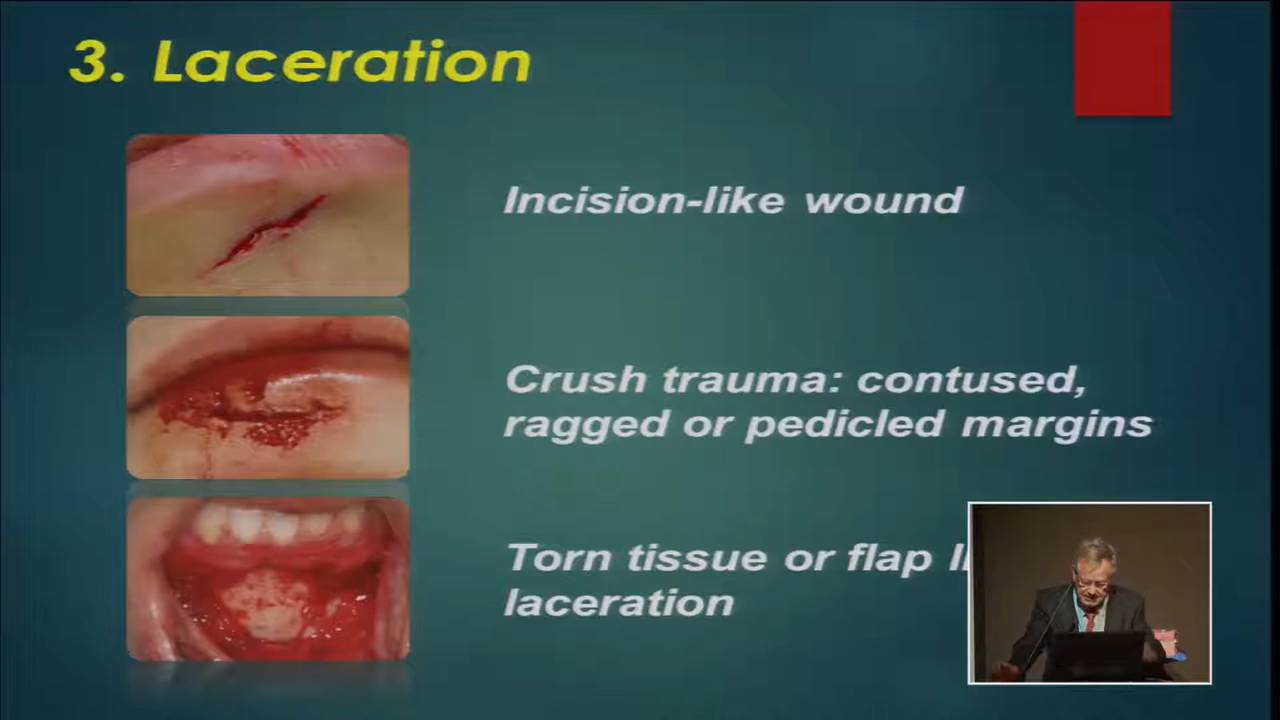 3. Laceration
Incision-like wound
Crush trauma: contused,
ragged or pedicled margins
Torn tissue or flap
laceration